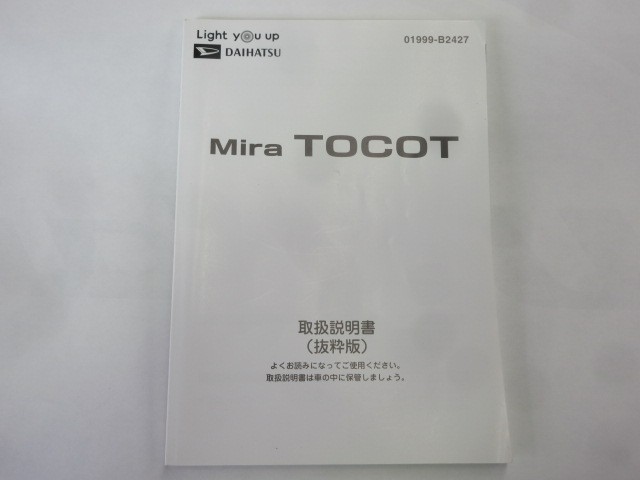 Light you up
DAIHATSU
01999-B2427
Mira TOCOT
取扱説明書
（抜粋版）
よくお読みになってご使用ください。
取扱説明書は車の中に保管しましょう。